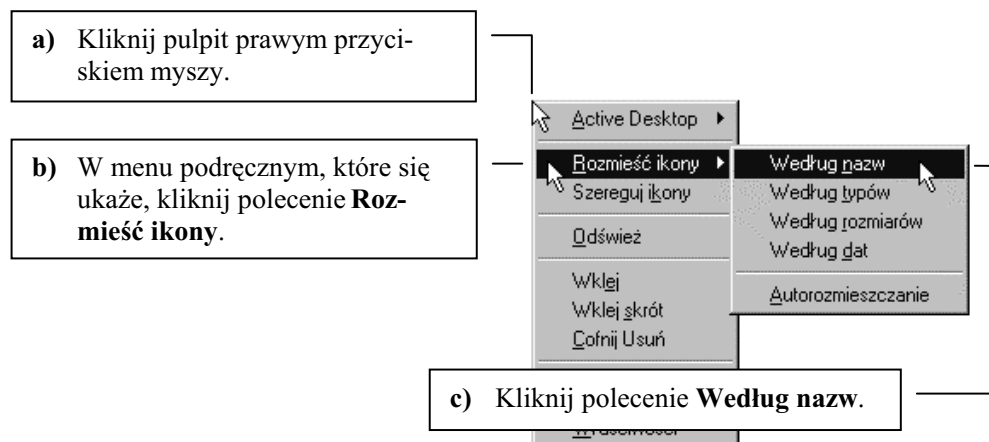 a) Kliknij pulpit prawym przyci-
skiem myszy.
b) W menu podręcznym, które się
ukaże, kliknij polecenie Roz-
mieść ikony.
Active Desktop
Rozmieść ikony
Szereguj ikony
Odśwież
Wklej
Wklej skrót
Cofnij Usuń
Według nazw
Według typów
Według rozmiarów
Według dat
Autorozmieszczanie
c) Kliknij polecenie Według nazw.